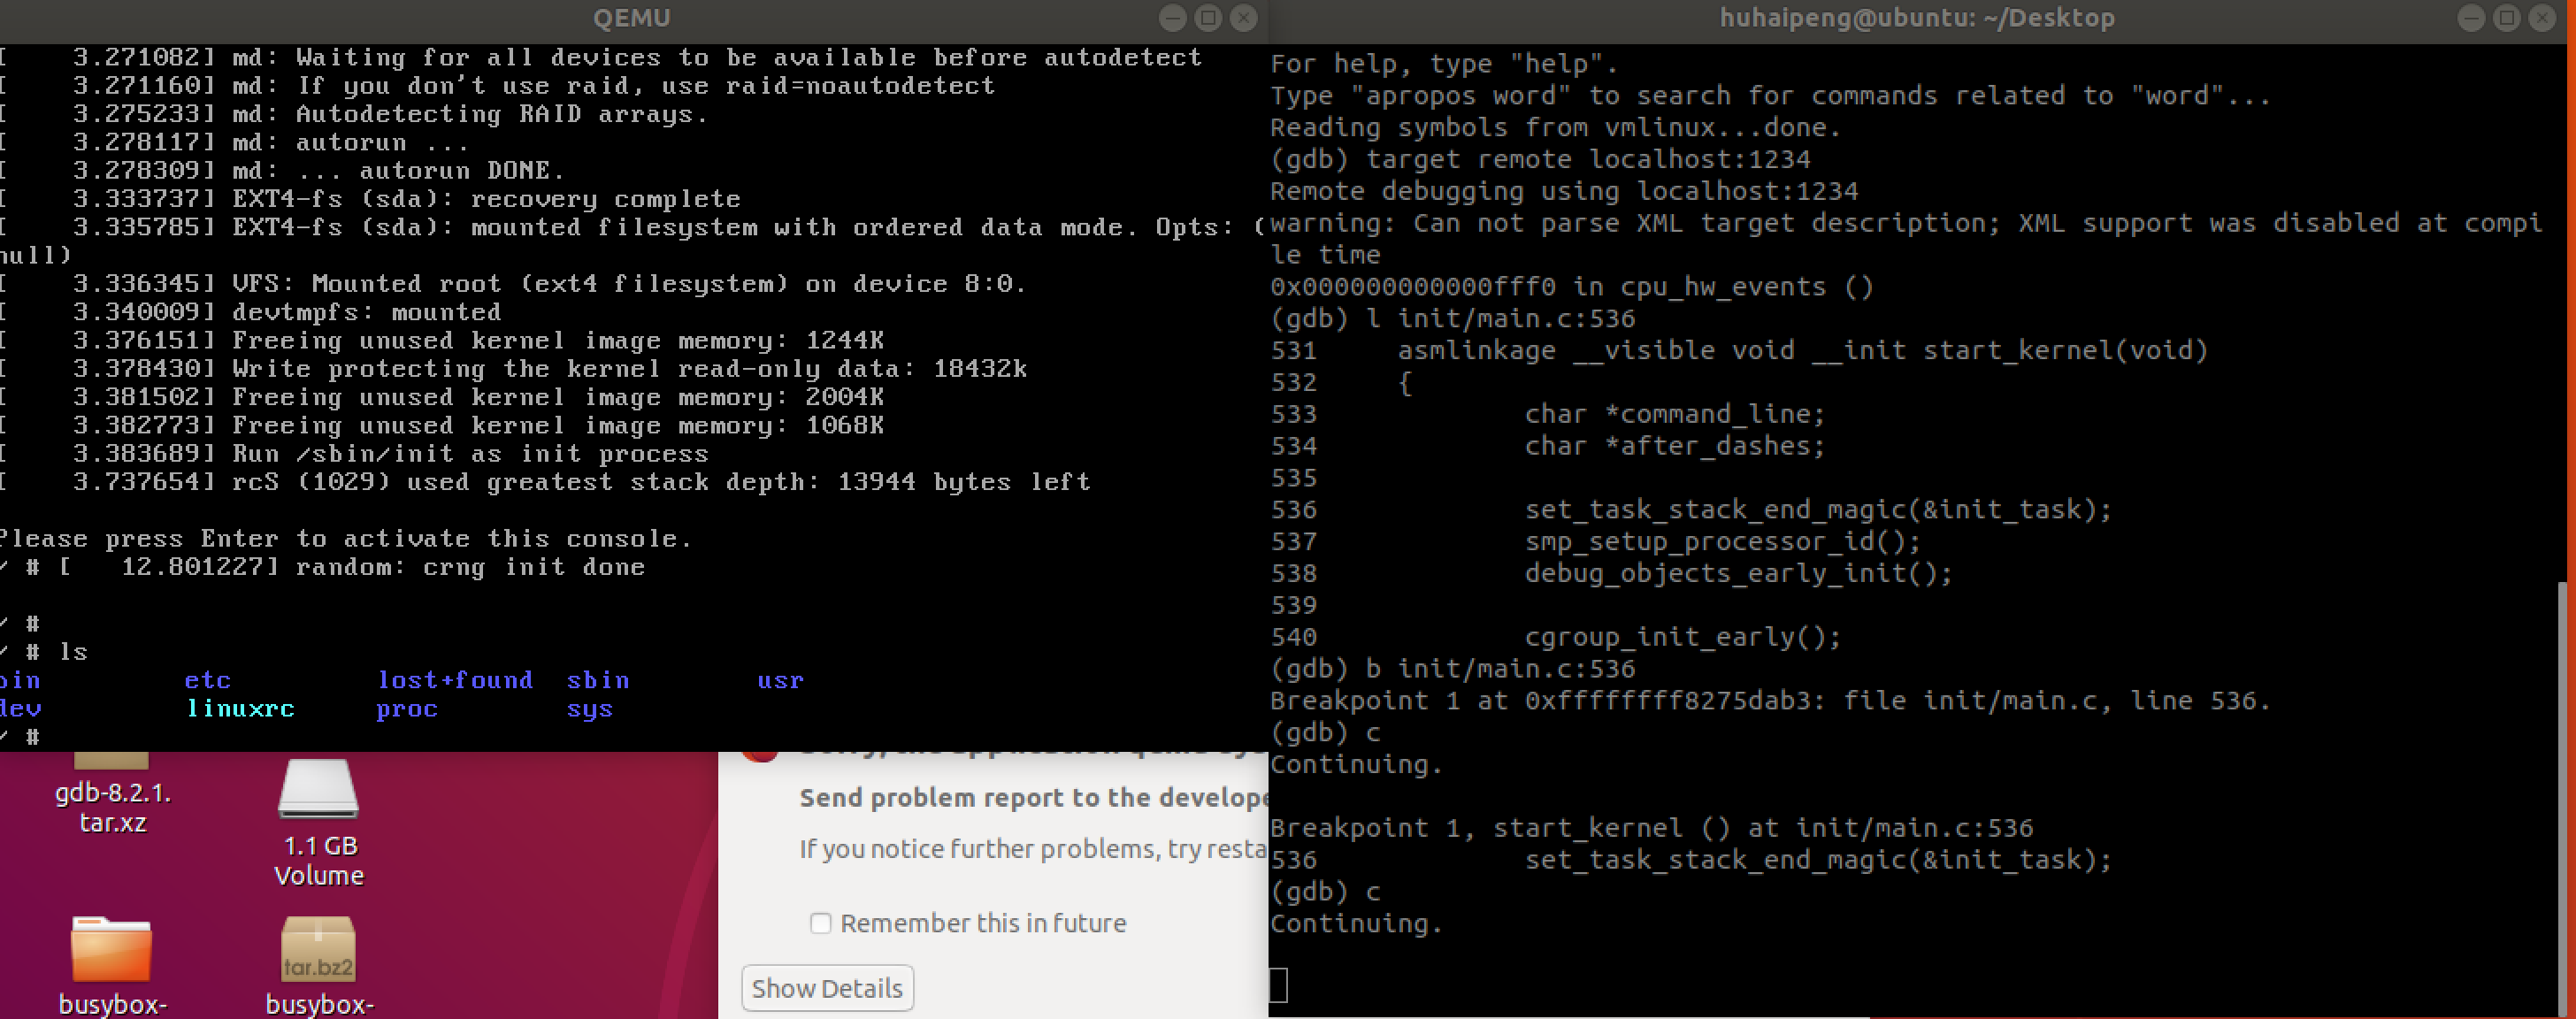 QEMU
[    3.271082] md: Waiting for all devices to be available before autodetect
[    3.271160] md: If you don't use raid, use raid=noautodetect
[    3.275233] md: Autodetecting RAID arrays.
[    3.278117] md: autorun ...
[    3.278309] md: ... autorun DONE.
[    3.333737] EXT4-fs (sda): recovery complete
[    3.335785] EXT4-fs (sda): mounted filesystem with ordered data mode. Opts: (
null)
[    3.336345] VFS: Mounted root (ext4 filesystem) on device 8:0.
[    3.340009] devtmpfs: mounted
[    3.376151] Freeing unused kernel image memory: 1244K
[    3.378430] Write protecting the kernel read-only data: 18432k
[    3.381502] Freeing unused kernel image memory: 2004K
[    3.382773] Freeing unused kernel image memory: 1068K
[    3.383689] Run /sbin/init as init process
[    3.737654] rcS (1029) used greatest stack depth: 13944 bytes left
Please press Enter to activate this console.
/ # [   12.801227] random: crng init done
/ #
/ # ls
bin         etc         lost+found  sbin        usr
dev         linuxrc     proc        sys
/ #
gdb-8.2.1.
tar.xz
1.1 GB
Volume
tar.bz2
busybox-
busybox-
Send problem report to the develope
If you notice further problems, try resta
Remember this in future
Show Details
huhaipeng@ubuntu: ~/Desktop
For help, type "help".
Type "apropos word" to search for commands related to "word"...
Reading symbols from vmlinux...done.
(gdb) target remote localhost:1234
Remote debugging using localhost:1234
warning: Can not parse XML target description; XML support was disabled at compi
le time
0x000000000000fff0 in cpu_hw_events ()
(gdb) l init/main.c:536
531     asmlinkage __visible void __init start_kernel(void)
532     {
533             char *command_line;
534             char *after_dashes;
535
536             set_task_stack_end_magic(&init_task);
537             smp_setup_processor_id();
538             debug_objects_early_init();
539
540             cgroup_init_early();
(gdb) b init/main.c:536
Breakpoint 1 at 0xffffffff8275dab3: file init/main.c, line 536.
(gdb) c
Continuing.
Breakpoint 1, start_kernel () at init/main.c:536
536             set_task_stack_end_magic(&init_task);
(gdb) c
Continuing.